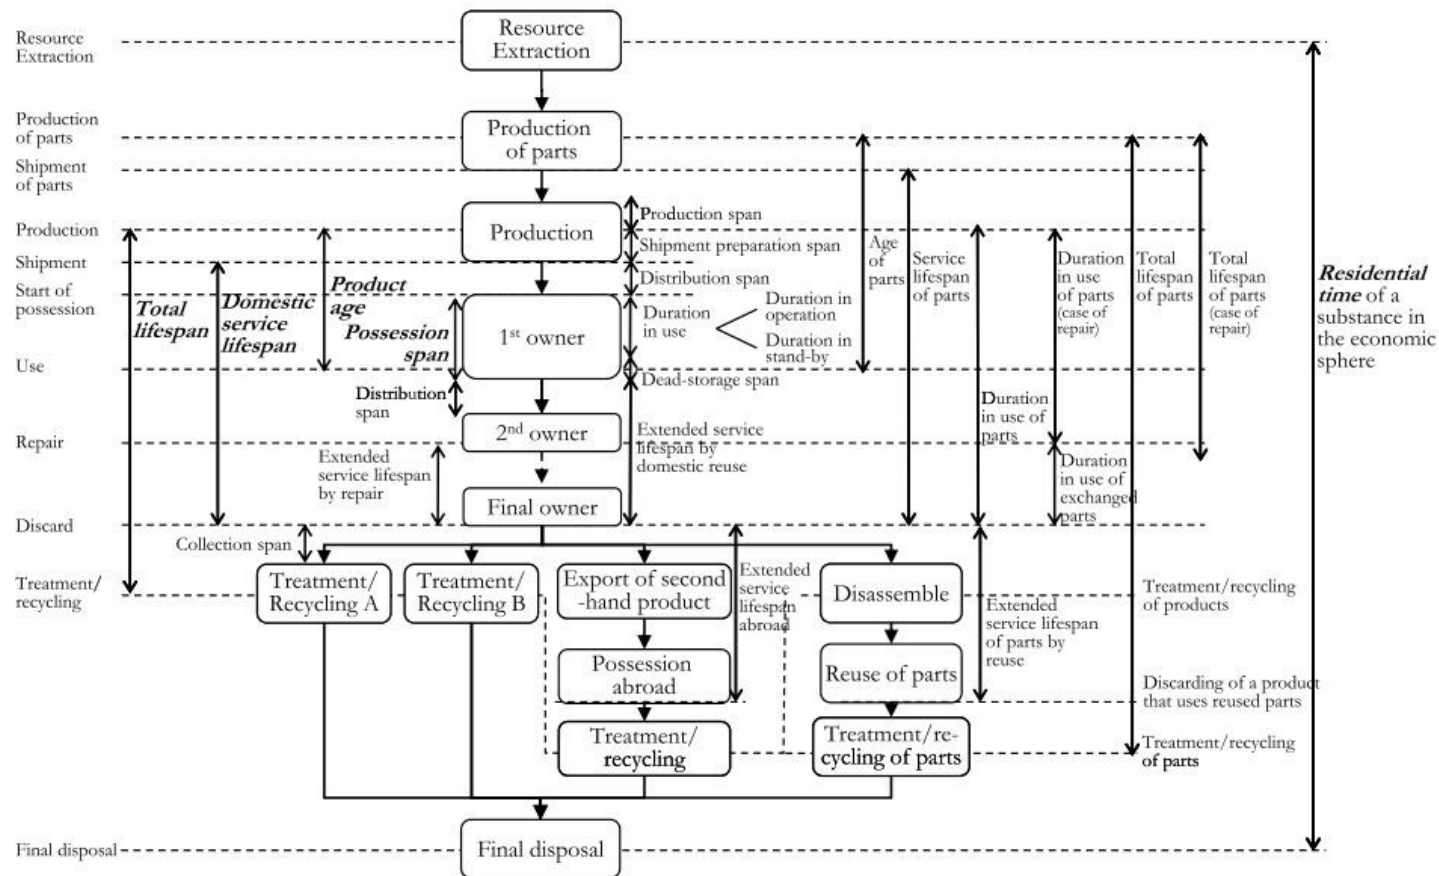 Resource
Extraction
Resource
Extraction
Production
of parts
Production
of parts
Shipment
of parts
Production
Production
Production span
Shipment preparation span
Shipment
Distribution span
Start of
possession
Total
lifespan
Domestic
service
lifespan
Product
age
Possession
span
1st owner
Duration
in use
Duration in
operation
Duration in
stand-by
Age
of
parts
Service
lifespan
of parts
Duration
in use
of parts
(case of
repair)
Total
lifespan
of parts
Total
lifespan
of parts
(case of
repair)
Residential
time of a
substance in
the economic
sphere
Use
Dead-storage span
Distribution
span
Duration
in use of
parts
2nd owner
Repair
Extended
service lifespan
by repair
Extended service
lifespan by
domestic reuse
Duration
in use of
exchanged
parts
Final owner
Discard
Collection span
Treatment/
recycling
Treatment/
Recycling A
Treatment/
Recycling B
Export of second
-hand product
Extended
service
lifespan
abroad
Disassemble
Extended
service lifespan
of parts by
reuse
Treatment/recycling
of products
Possession
abroad
Reuse of parts
Discarding of a product
that uses reused parts
Treatment/
recycling
Treatment/re-
cycling of parts
Treatment/recycling
of parts
Final disposal
Final disposal